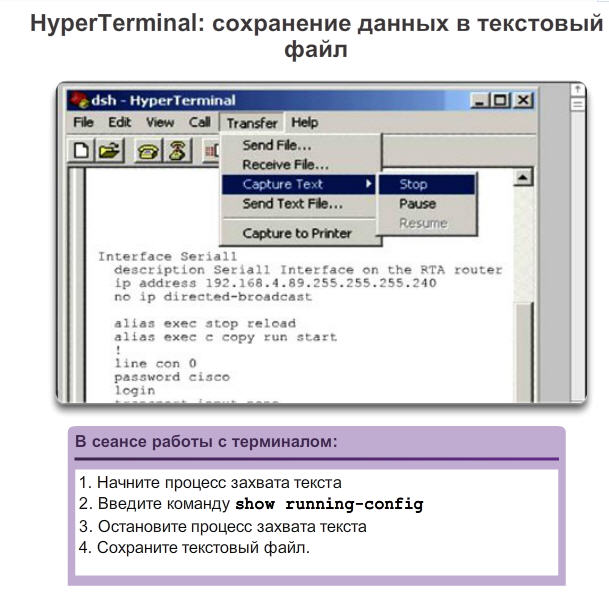 HyperTerminal: сохранение данных в текстовый
файл
dsh - HyperTerminal
File Edit View Call Transfer Help
Send File...
Receive File...
Capture Text
Stop
Send Text File...
Pause
Resume
Capture to Printer
Interface Serial1
description Serial1 Interface on the RTA router
ip address 192.168.4.89.255.255.255.240
no ip directed-broadcast
alias exec stop reload
alias exec c copy run start
!
line con 0
password cisco
login
В сеансе работы с терминалом:
1. Начните процесс захвата текста
2. Введите команду show running-config
3. Остановите процесс захвата текста
4. Сохраните текстовый файл.